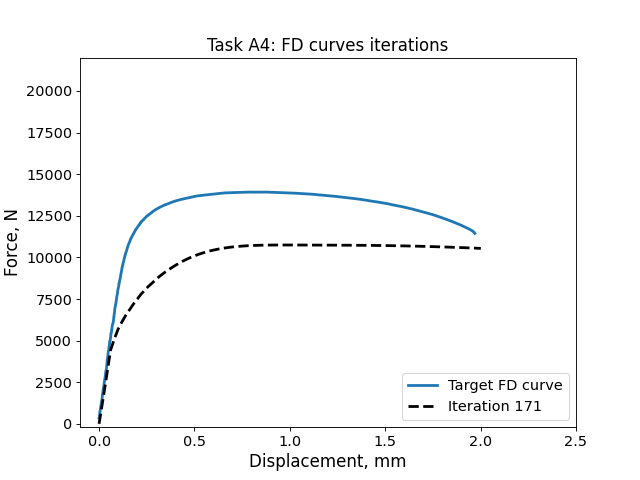 Task A4: FD curves iterations
Force, N
20000
17500
15000
12500
10000
7500
5000
2500
0
0.0 0.5 1.0 1.5 2.0 2.5
Displacement, mm
Target FD curve
Iteration 171